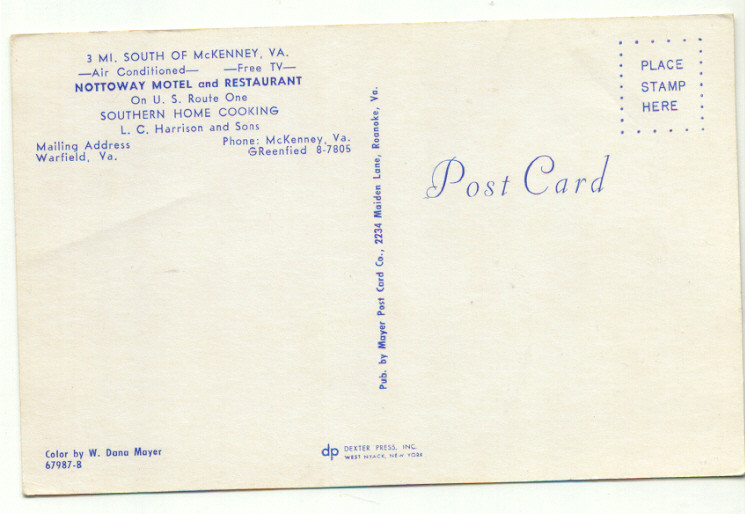 3 MI. SOUTH OF McKENNEY, VA.
—Air Conditioned— —Free TV—
NOTTOWAY MOTEL and RESTAURANT
On U. S. Route One
SOUTHERN HOME COOKING
L. C. Harrison and Sons
Mailing Address
Warfield, Va.
Phone: McKenney, Va.
GReenfied 8-7805
PLACE
STAMP
HERE
Post Card
Pub. by Mayer Post Card Co., 2234 Maiden Lane, Roanoke, Va.
Color by W. Dana Mayer
67987-B
dp DEXTER PRESS, INC.
WEST NYACK, NEW YORK